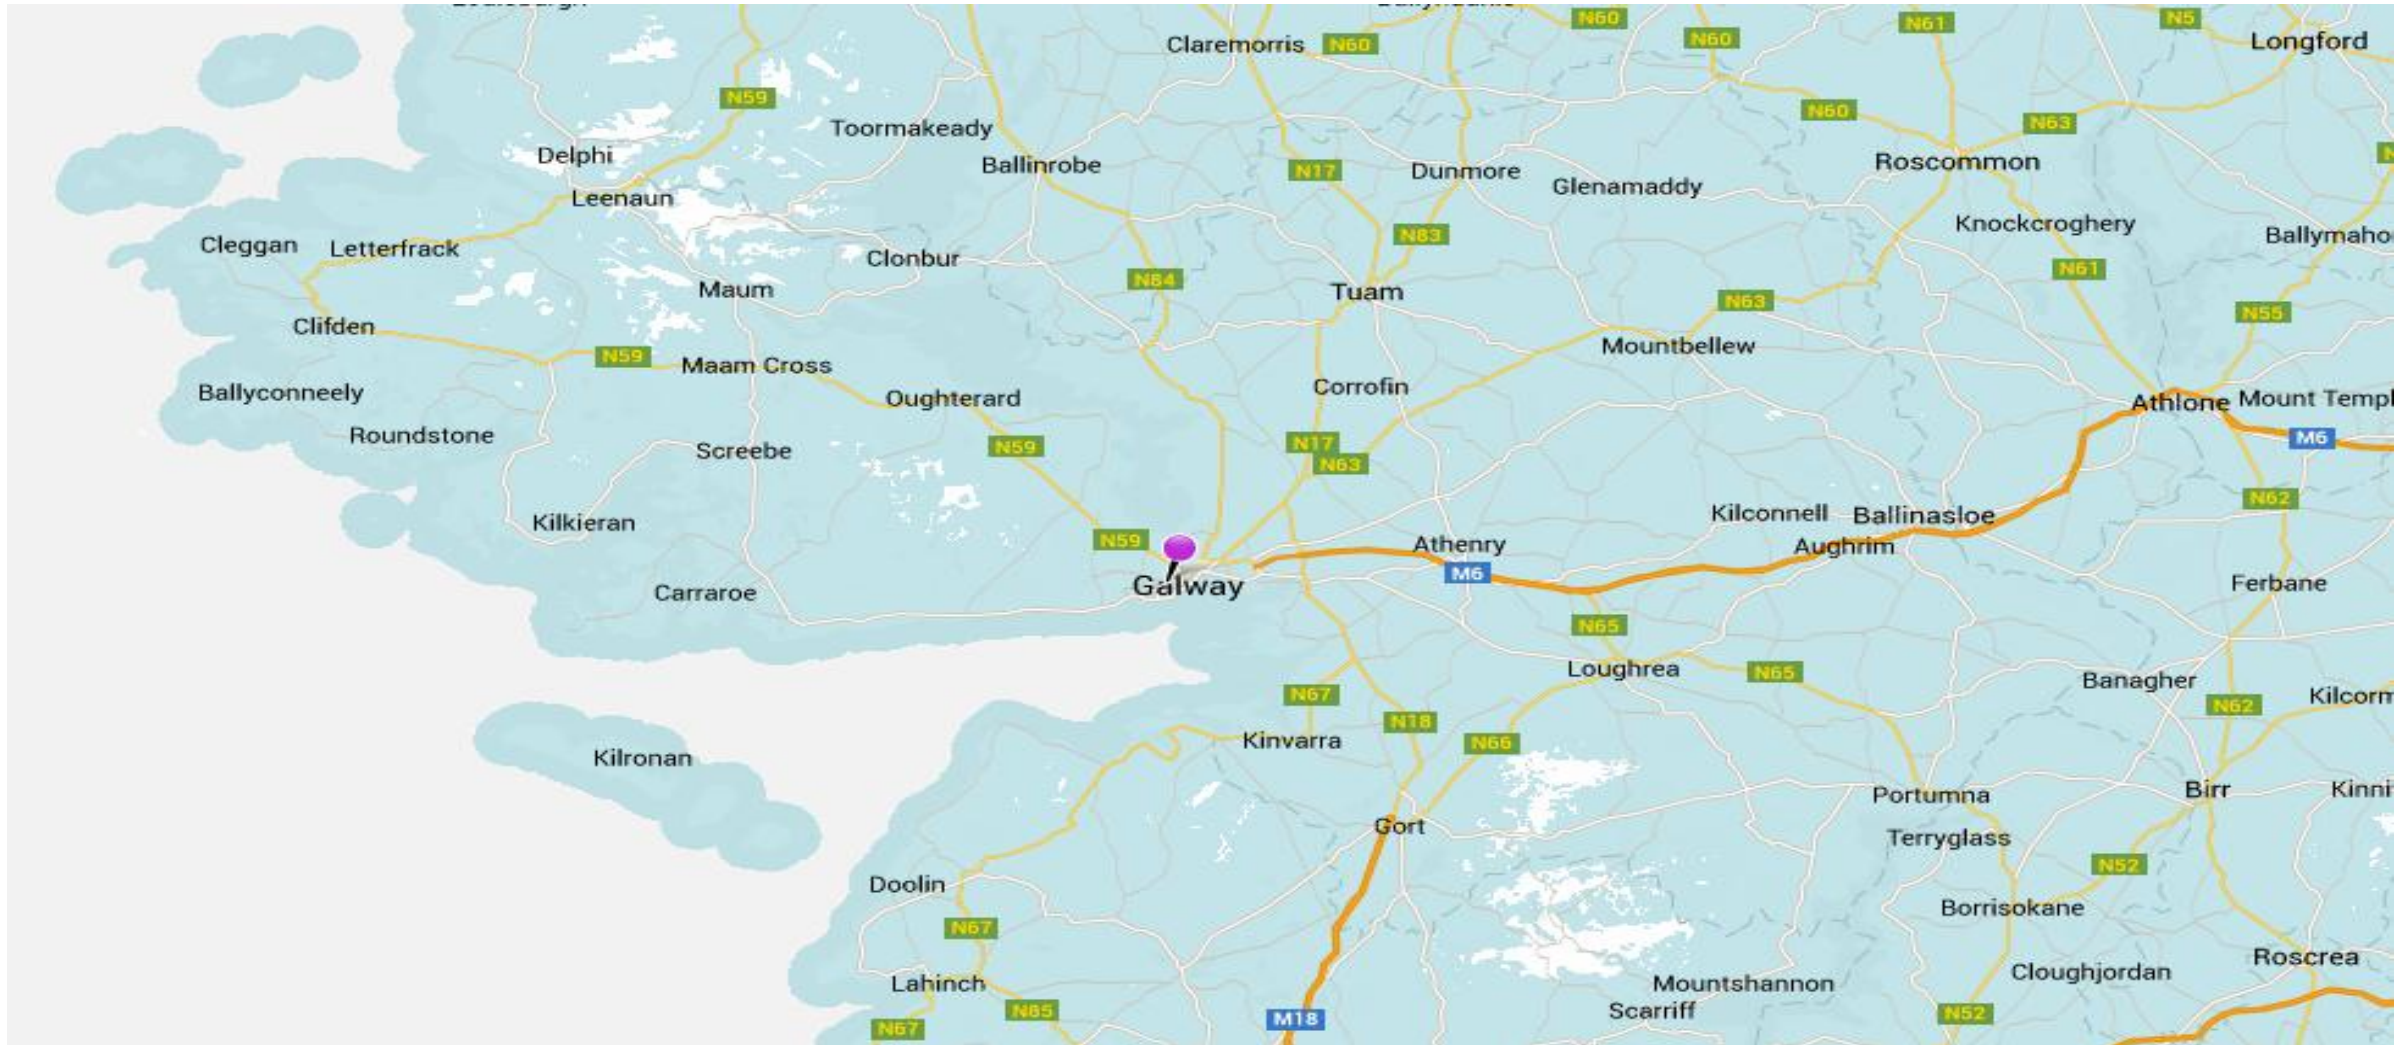 N60
N61
N5
Claremorris
N60
N60
Longford
N59
N60
N63
Toormakeady
Delphi
Ballinrobe
N17
Dunmore
Roscommon
Leenaun
Glenamaddy
Knockcroghery
Cleggan
Letterfrack
N83
Clonbur
N61
Maum
N84
Tuam
N63
N55
Clifden
Mountbellew
N59
Maam Cross
Corrofin
Ballyconneely
Oughterard
Athlone
Mount Templ
Roundstone
M6
N59
N17
Screebe
N63
N62
Kilkieran
Kilconnell
Ballinasloe
N59
Athenry
Aughrim
M6
Galway
Ferbane
Carraroe
N65
Loughrea
N65
Banagher
N67
Kilcorm
N62
N18
Kinvarra
N66
Kilronan
Portumna
Birr
Kinni
Gort
Terryglass
N52
Doolin
Borrisokane
N67
Roscrea
Cloughjordan
Lahinch
Mountshannon
N85
Scarriff
N52
M18
N67